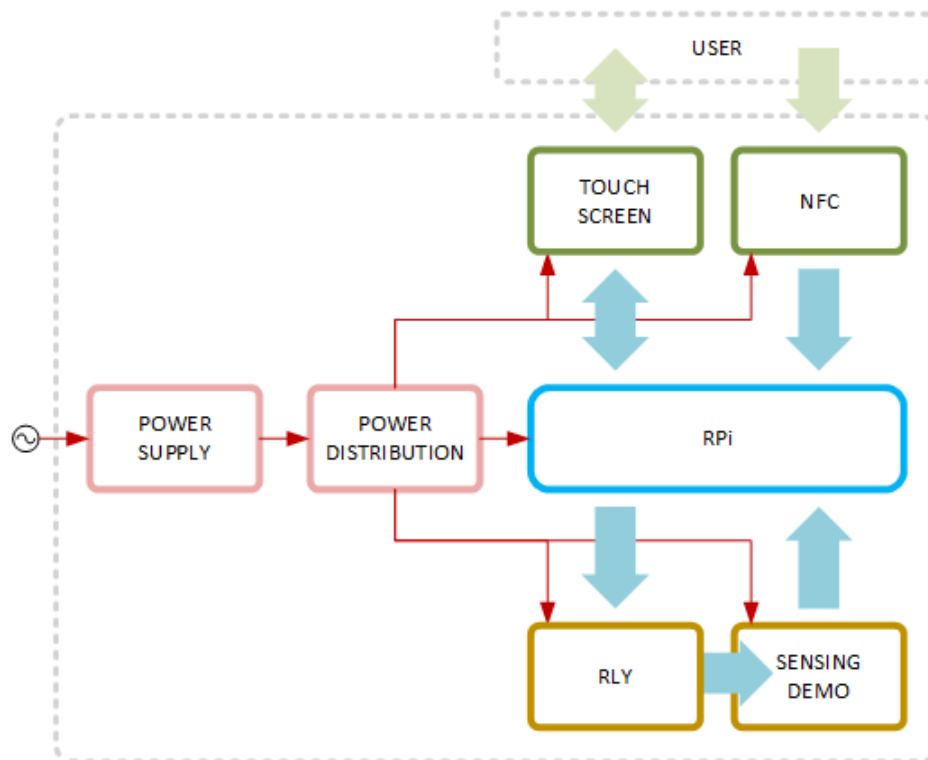 USER
TOUCH
SCREEN
NFC
POWER
SUPPLY
POWER
DISTRIBUTION
RPi
RLY
SENSING
DEMO